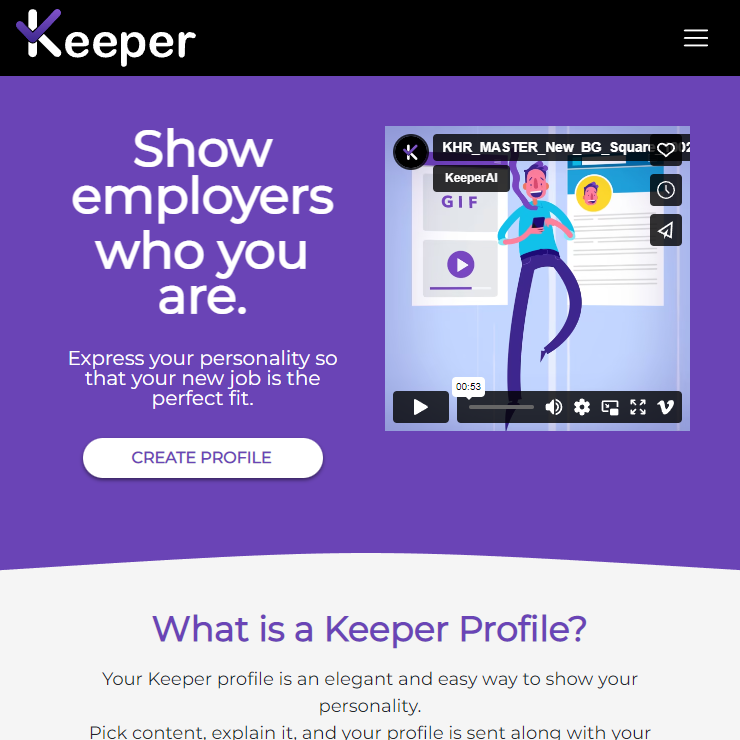 Keeper
Show
employers
who you
are.
Express your personality so
that your new job is the
perfect fit.
CREATE PROFILE
KHR_MASTER_New_BG_Square
KeeperAI
GIF
00:53
What is a Keeper Profile?
Your Keeper profile is an elegant and easy way to show your
personality.
Pick content, explain it, and your profile is sent along with your